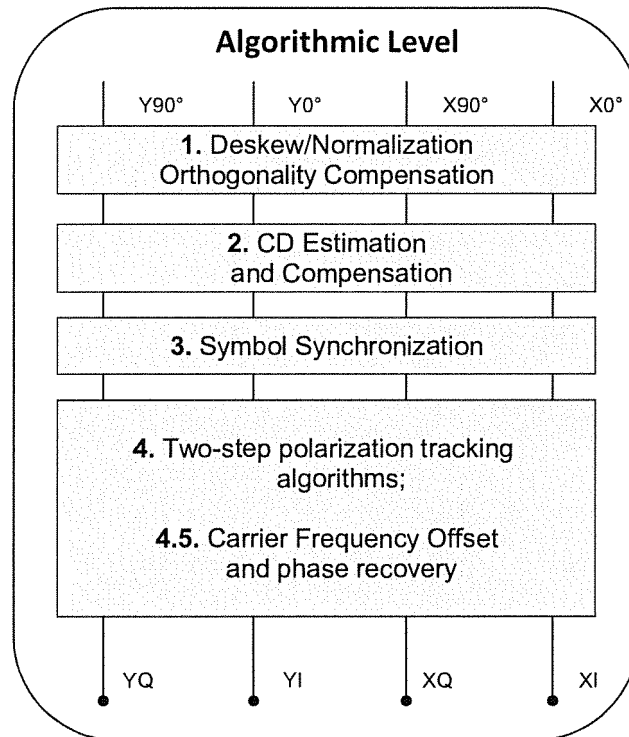 Algorithmic Level
Y90° Y0° X90° X0°
1. Deskew/Normalization
Orthogonality Compensation
2. CD Estimation
and Compensation
3. Symbol Synchronization
4. Two-step polarization tracking
algorithms;
4.5. Carrier Frequency Offset
and phase recovery
YQ YI XQ XI